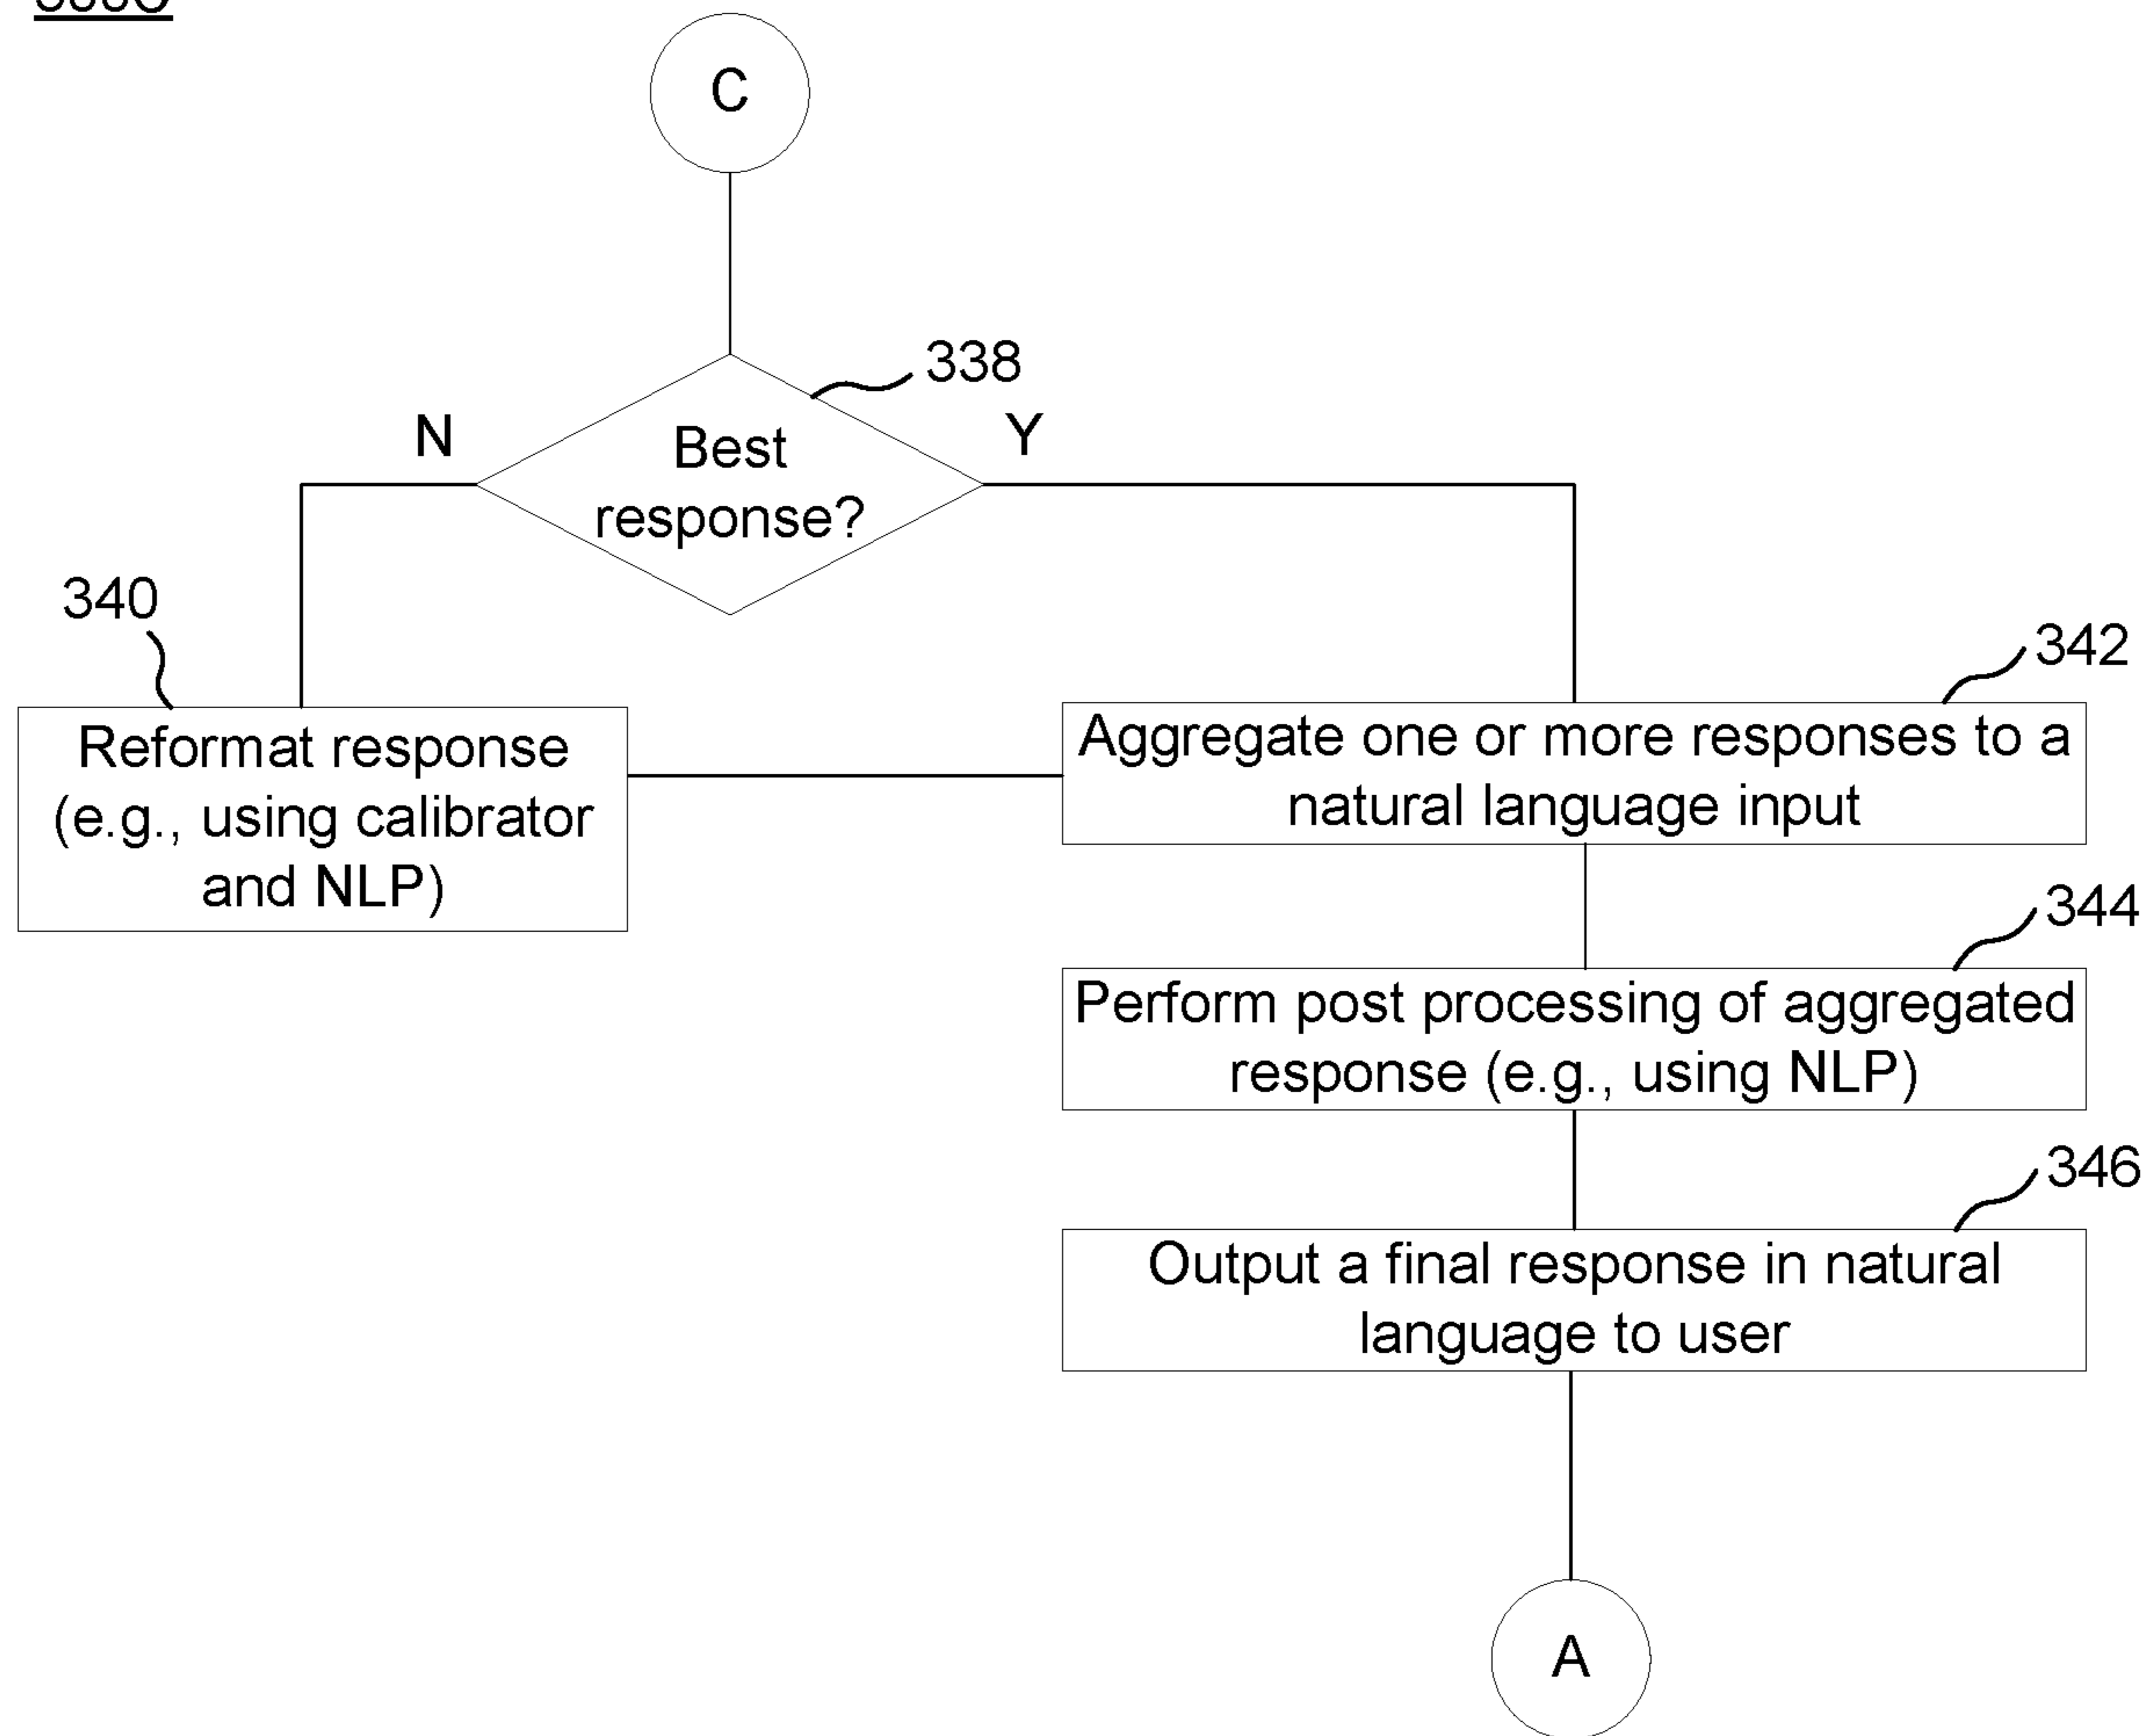 C
338
N
Y
Best
response?
340
342
Reformat response
(e.g., using calibrator
and NLP)
Aggregate one or more responses to a
natural language input
344
Perform post processing of aggregated
response (e.g., using NLP)
346
Output a final response in natural
language to user
A